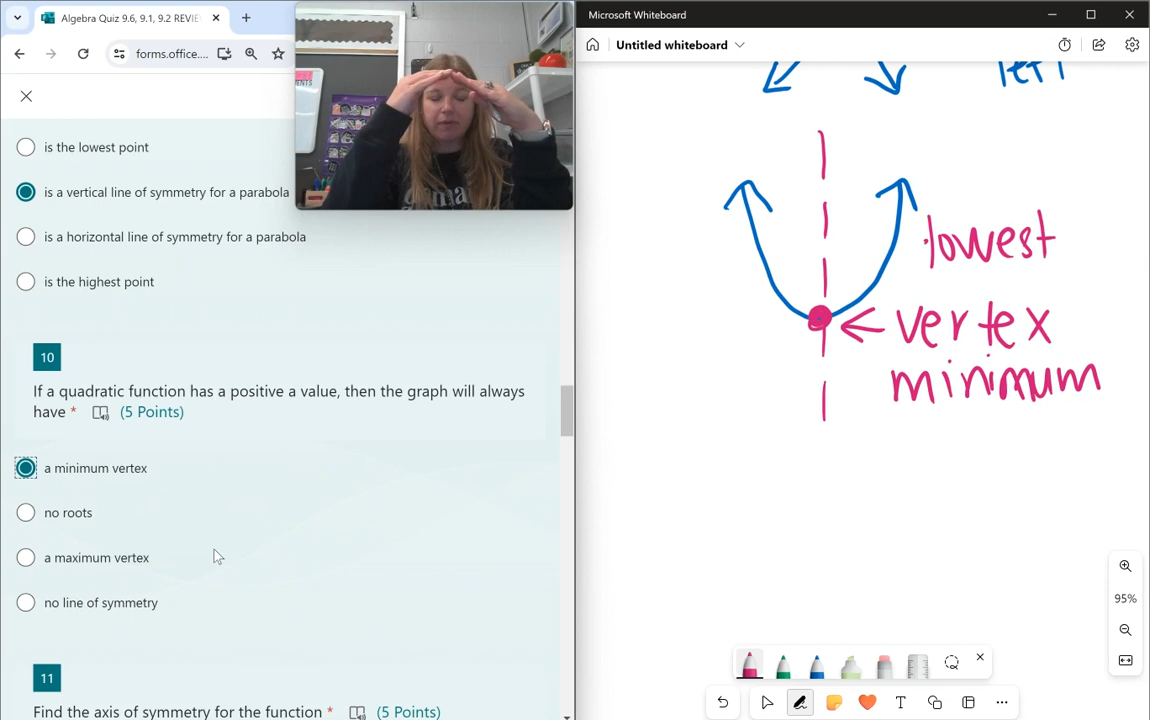 Algebra Quiz 9.6, 9.1, 9.2 REVIE
forms.office....
is the lowest point
is a vertical line of symmetry for a parabola
is a horizontal line of symmetry for a parabola
is the highest point
10
If a quadratic function has a positive a value, then the graph will always
have * (5 Points)
a minimum vertex
no roots
a maximum vertex
no line of symmetry
11
Find the axis of symmetry for the function * (5 Points)
Microsoft Whiteboard
Untitled whiteboard
left
lowest
vertex
minimum
95%